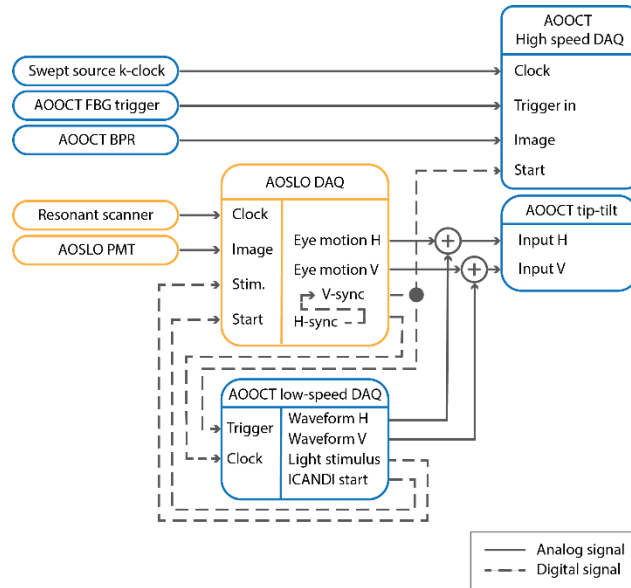 AOOCT
High speed DAQ
Swept source k-clock
Clock
AOOCT FBG trigger
Trigger in
AOOCT BPR
Image
Start
AOSLO DAQ
AOOCT tip-tilt
Resonant scanner
Clock
AOSLO PMT
Image
Eye motion H
Input H
Stim.
Eye motion V
Input V
V-sync
Start
H-sync
AOOCT low-speed DAQ
Trigger
Waveform H
Waveform V
Clock
Light stimulus
ICANDI start
Analog signal
Digital signal